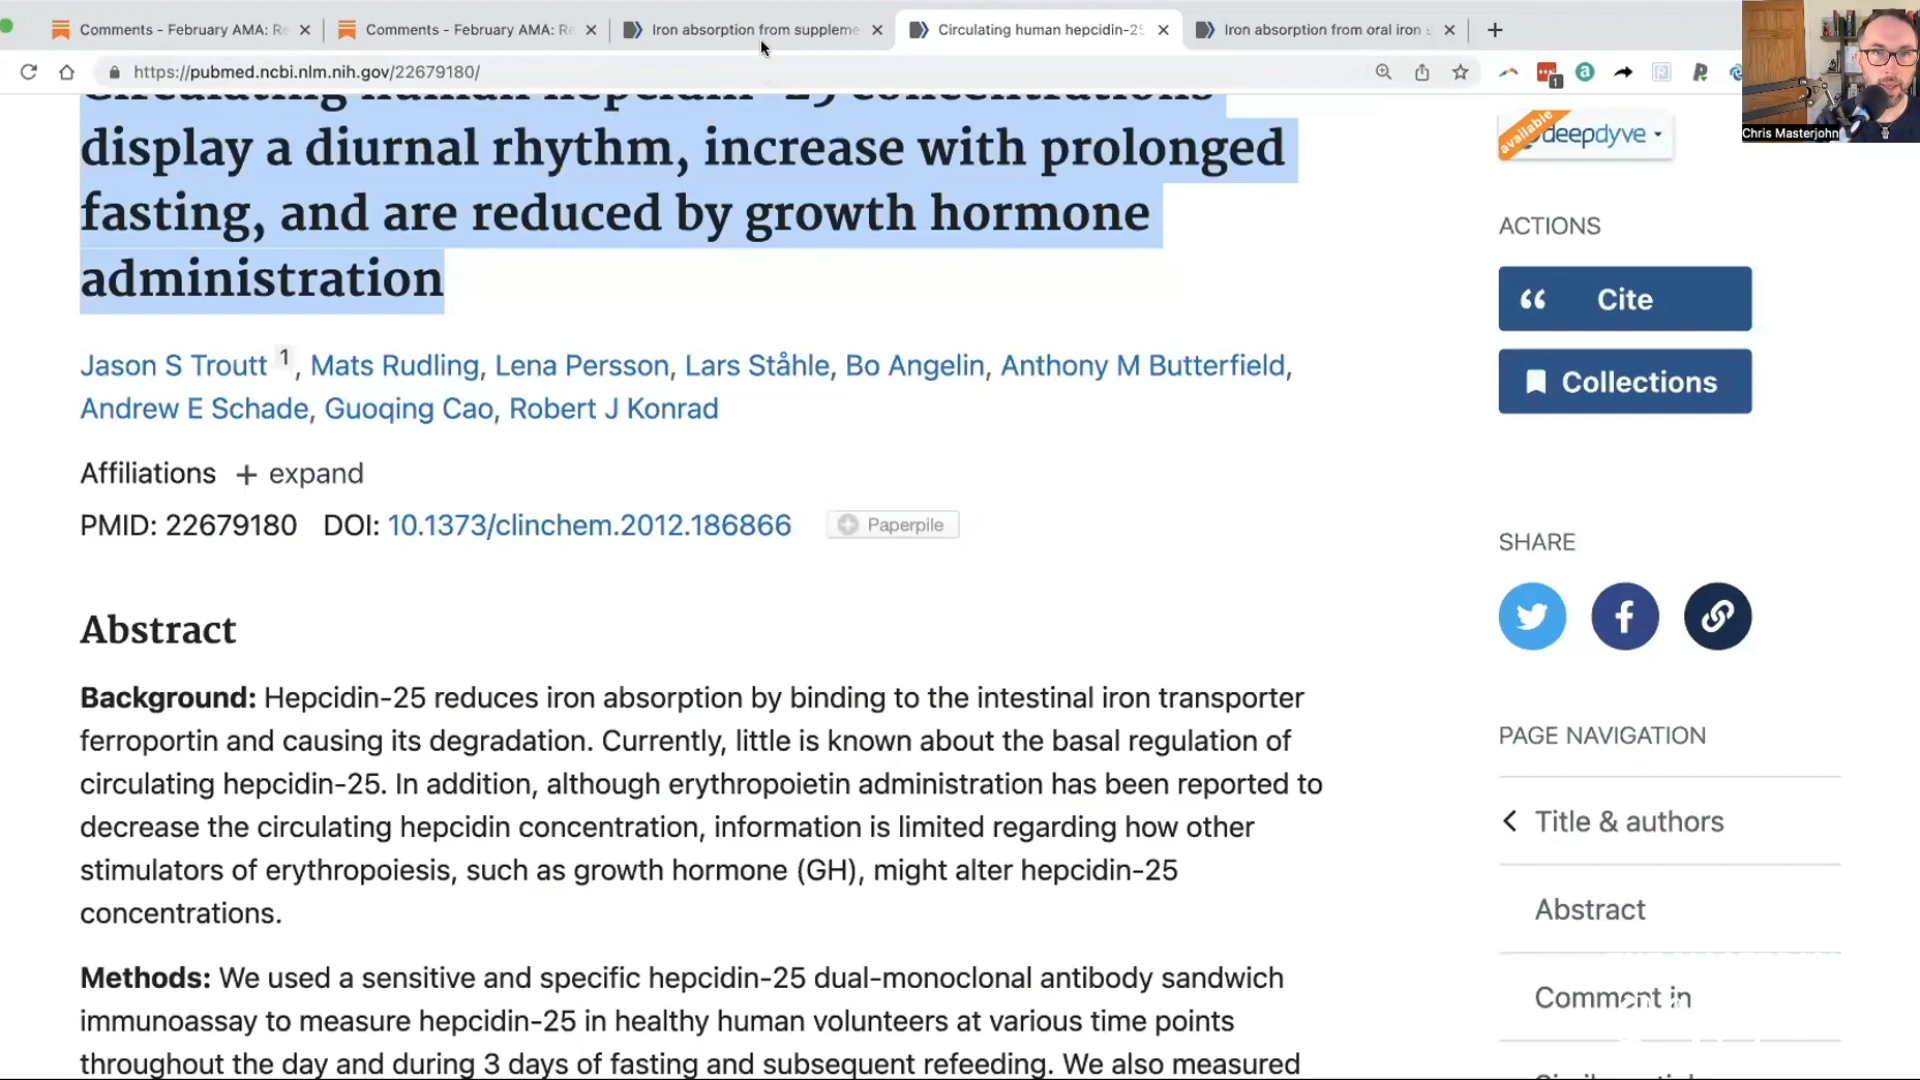 Comments - February AMA: Re
Comments - February AMA: Re
Iron absorption from suppleme
Circulating human hepcidin-25
Iron absorption from oral iron s
https://pubmed.ncbi.nlm.nih.gov/22679180/
1
Chris Masterjohn
Circulating human hepcidin-25 concentrations
display a diurnal rhythm, increase with prolonged
fasting, and are reduced by growth hormone
administration
Jason S Troutt 1, Mats Rudling, Lena Persson, Lars Ståhle, Bo Angelin, Anthony M Butterfield,
Andrew E Schade, Guoqing Cao, Robert J Konrad
Affiliations + expand
PMID: 22679180 DOI: 10.1373/clinchem.2012.186866 Paperpile
Abstract
Background: Hepcidin-25 reduces iron absorption by binding to the intestinal iron transporter
ferroportin and causing its degradation. Currently, little is known about the basal regulation of
circulating hepcidin-25. In addition, although erythropoietin administration has been reported to
decrease the circulating hepcidin concentration, information is limited regarding how other
stimulators of erythropoiesis, such as growth hormone (GH), might alter hepcidin-25
concentrations.
Methods: We used a sensitive and specific hepcidin-25 dual-monoclonal antibody sandwich
immunoassay to measure hepcidin-25 in healthy human volunteers at various time points
throughout the day and during 3 days of fasting and subsequent refeeding. We also measured
available
deepdyve
ACTIONS
Cite
Collections
SHARE
PAGE NAVIGATION
Title & authors
Abstract
Comment in